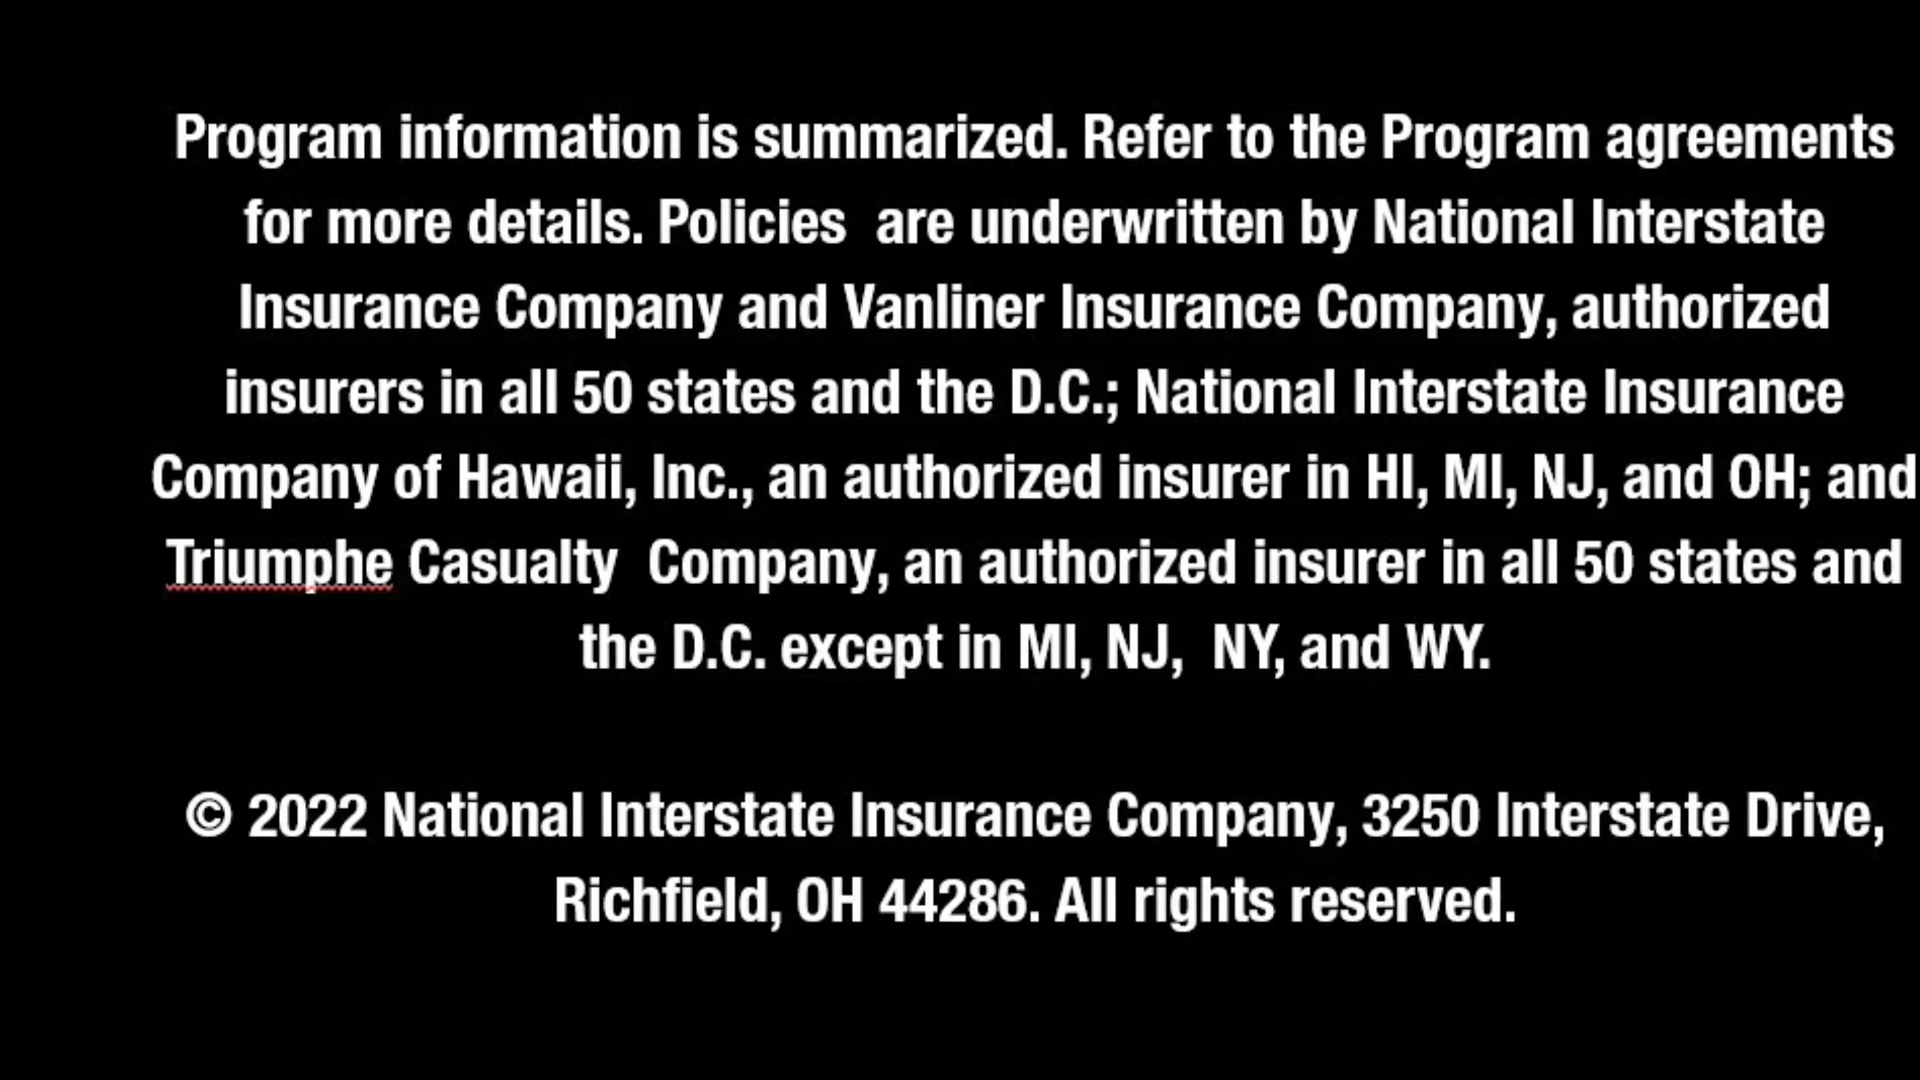 Program information is summarized. Refer to the Program agreements
for more details. Policies  are underwritten by National Interstate
Insurance Company and Vanliner Insurance Company, authorized
insurers in all 50 states and the D.C.; National Interstate Insurance
Company of Hawaii, Inc., an authorized insurer in HI, MI, NJ, and OH; and
Triumphe Casualty  Company, an authorized insurer in all 50 states and
the D.C. except in MI, NJ,  NY, and WY.
© 2022 National Interstate Insurance Company, 3250 Interstate Drive,
Richfield, OH 44286. All rights reserved.